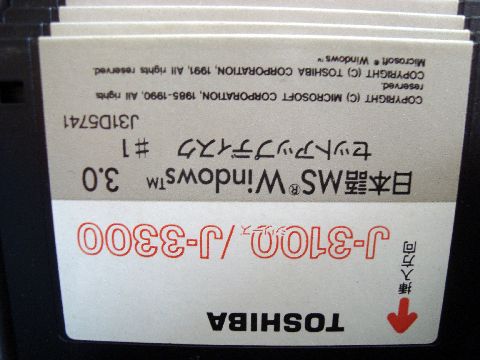 TOSHIBA
挿入方向
J-3100シリーズ/J-3300
日本語MS®Windows™ 3.0
セットアップディスク #1
J31D5741
COPYRIGHT (C) MICROSOFT CORPORATION, 1985-1990, All rights
reserved.
COPYRIGHT (C) TOSHIBA CORPORATION, 1991, All rights reserved.
Microsoft® Windows™